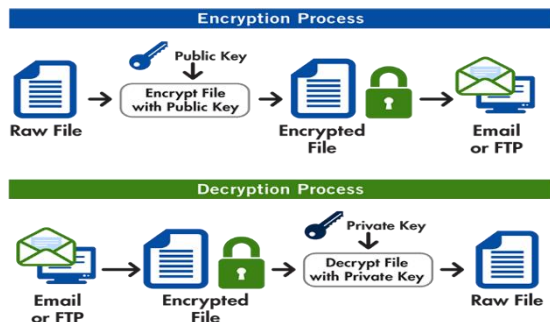 Encryption Process
Public Key
Encrypt File
with Public Key
Raw File
Encrypted
File
Email
or FTP
Decryption Process
Private Key
Decrypt File
with Private Key
Email
or FTP
Encrypted
File
Raw File